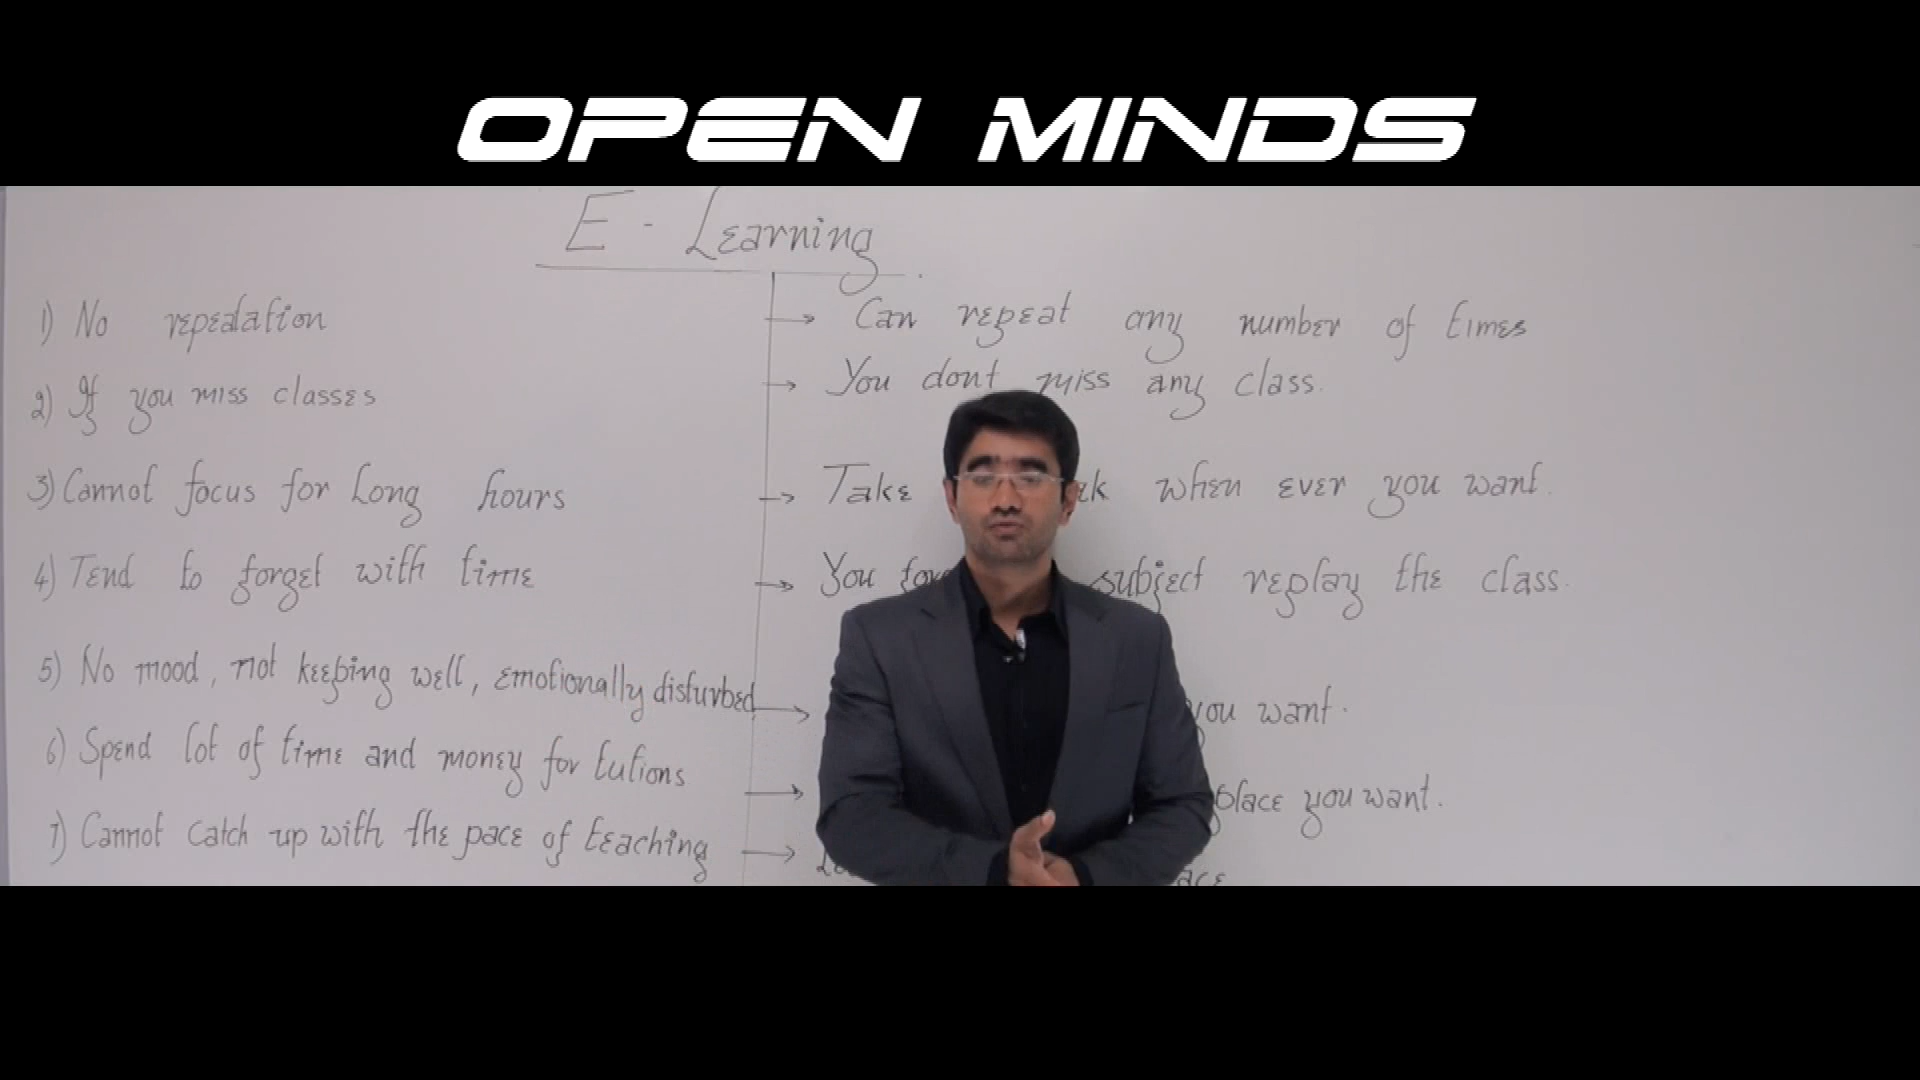 OPEN MINDS
E - Learning
1) No repeatation → Can repeat any number of times
2) If you miss classes → You dont miss any class.
3) Cannot focus for Long hours → Take when ever you want.
4) Tend to forget with time → You subject replay the class.
5) No mood, not keeping well, emotionally disturbed → you want.
6) Spend lot of time and money for tutions → place you want.
7) Cannot catch up with the pace of teaching →